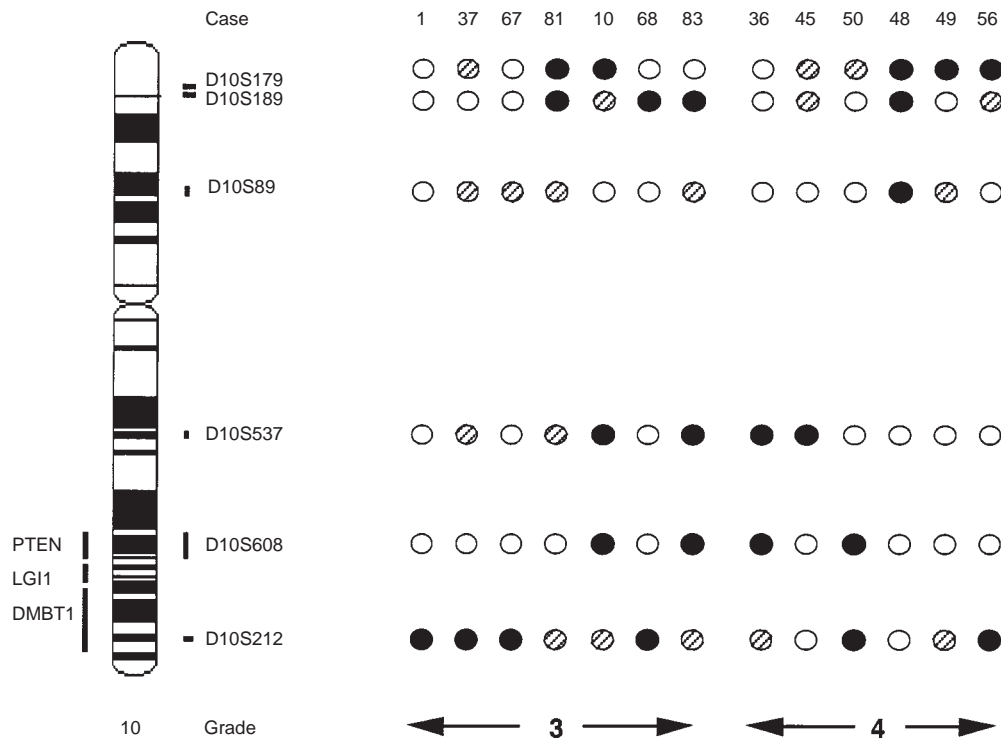 Case 1 37 67 81 10 68 83 36 45 50 48 49 56
D10S179
D10S189
D10S89
D10S537
PTEN D10S608
LGI1
DMBT1
D10S212
10 Grade 3 4